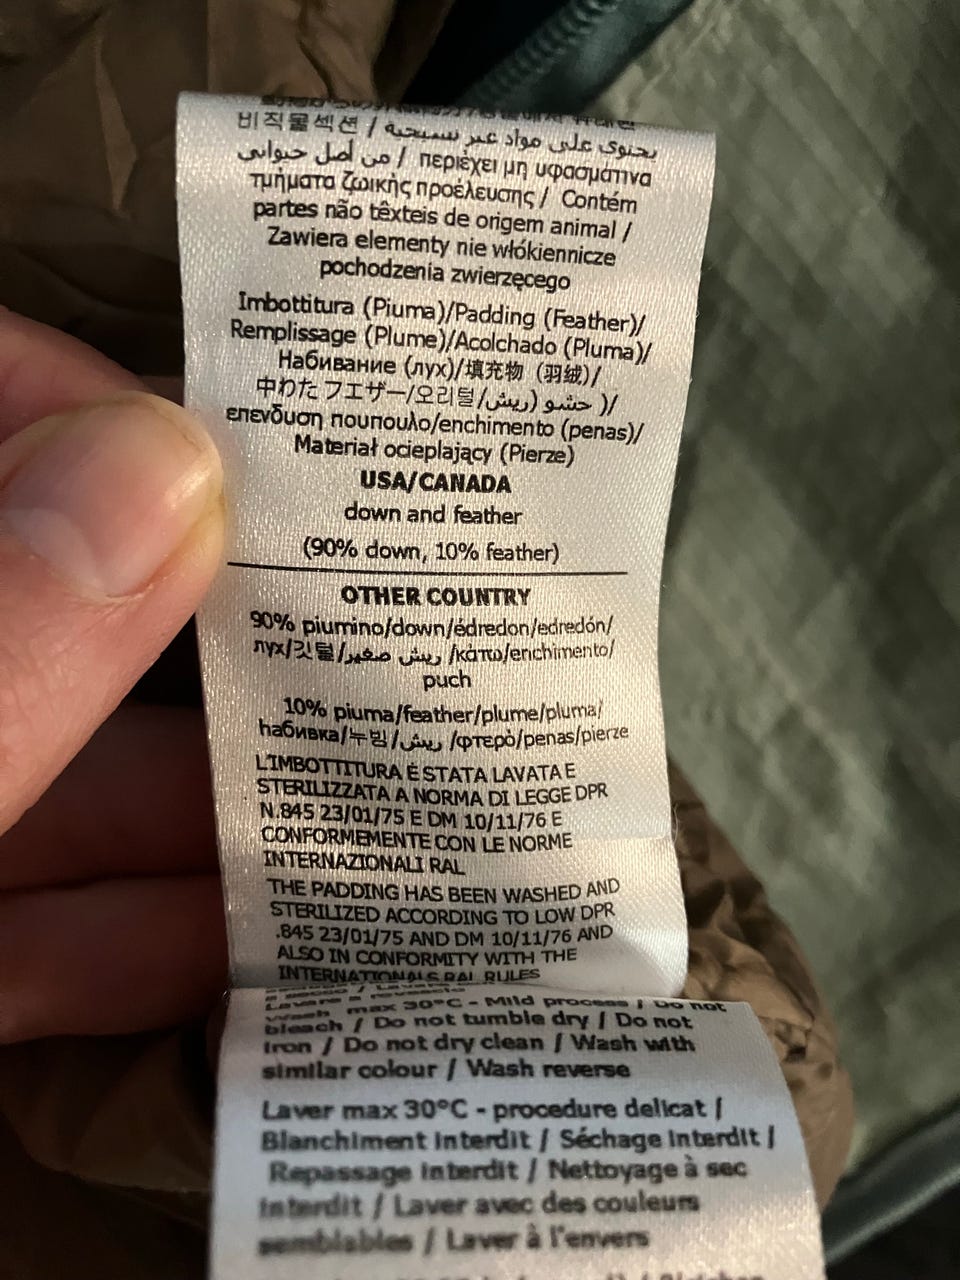 비직물섹션 / يحتوي على مواد غير نسيجية
من أصل حيواني / περιέχει μη υφασμάτινα
τμήματα ζωικής προέλευσης / Contém
partes não têxteis de origem animal /
Zawiera elementy nie włókiennicze
pochodzenia zwierzęcego
Imbottitura (Piuma)/Padding (Feather)/
Remplissage (Plume)/Acolchado (Pluma)/
Набивание (лух)/填充物 (羽绒)/
中わた フエザー/오리털/حشو (ريش)/
επενδυση πουπουλο/enchimento (penas)/
Materiał ocieplający (Pierze)
USA/CANADA
down and feather
(90% down, 10% feather)
OTHER COUNTRY
90% piumino/down/édredon/edredón/
лух/깃털/ريش صغير /κάτω/enchimento/
puch
10% piuma/feather/plume/pluma/
набивка/누빔/ريش /φτερὸ/penas/pierze
L'IMBOTTITURA È STATA LAVATA E
STERILIZZATA A NORMA DI LEGGE DPR
N.845 23/01/75 E DM 10/11/76 E
CONFORMEMENTE CON LE NORME
INTERNAZIONALI RAL
THE PADDING HAS BEEN WASHED AND
STERILIZED ACCORDING TO LOW DPR
.845 23/01/75 AND DM 10/11/76 AND
ALSO IN CONFORMITY WITH THE
INTERNATIONALS RAL RULES
Lavare a rovescio
Wash max 30°C - Mild process / Do not
bleach / Do not tumble dry / Do not
iron / Do not dry clean / Wash with
similar colour / Wash reverse
Laver max 30°C - procedure delicat /
Blanchiment interdit / Séchage interdit /
Repassage interdit / Nettoyage à sec
interdit / Laver avec des couleurs
semblables / Laver à l'envers